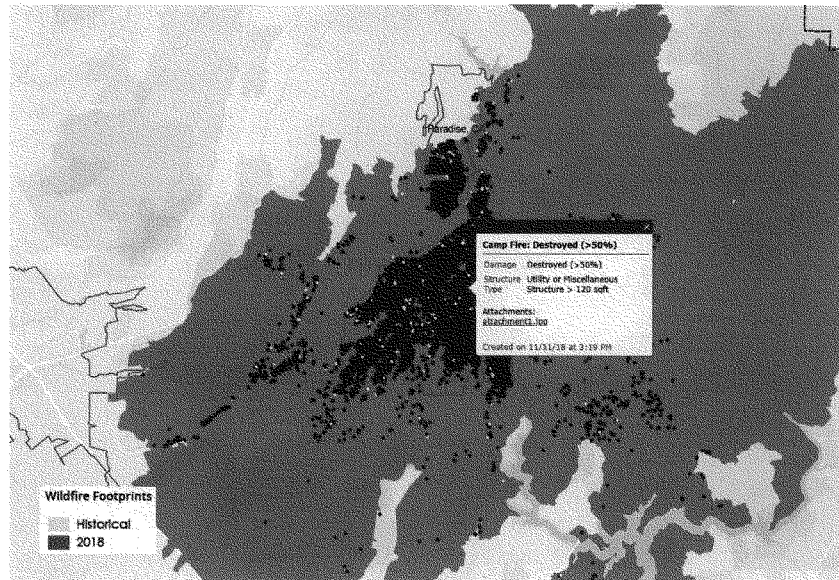 Paradise
Camp Fire: Destroyed (>50%)
Damage Destroyed (>50%)
Structure Utility or Miscellaneous
Type Structure > 120 sqft
Attachments:
attachment1.jpg
Created on 11/11/18 at 3:19 PM
Wildfire Footprints
Historical
2018